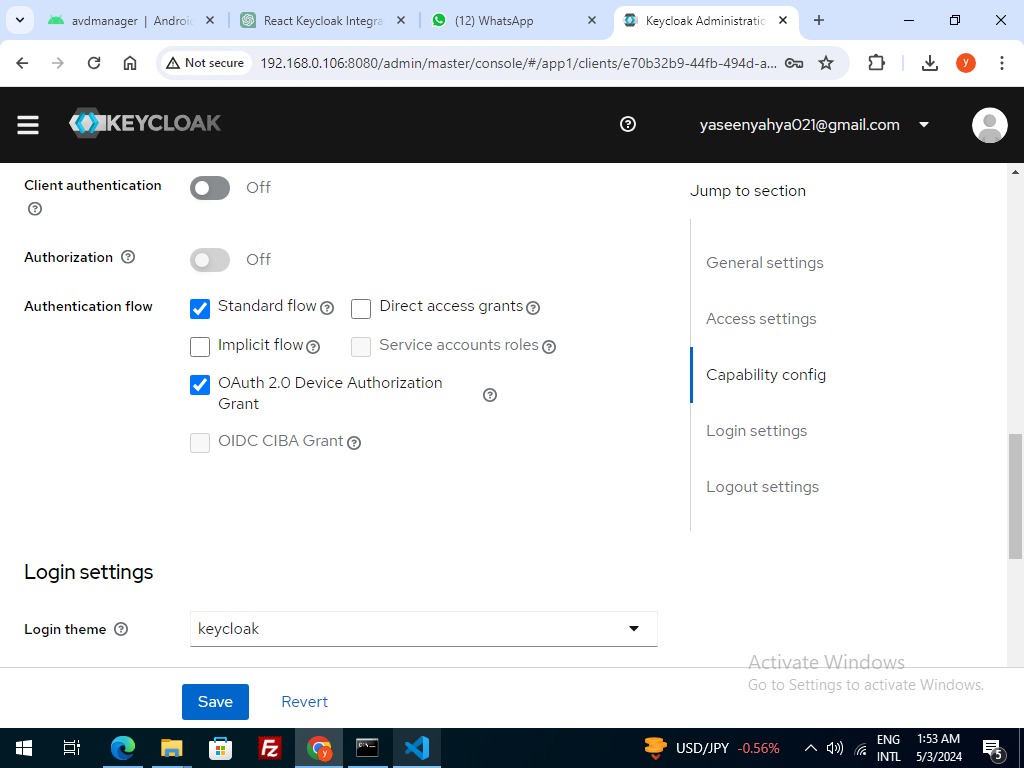 avdmanager | Androi
React Keycloak Integra
(12) WhatsApp
Keycloak Administratio
Not secure
192.168.0.106:8080/admin/master/console/#/app1/clients/e70b32b9-44fb-494d-a...
y
KEYCLOAK
yaseenyahya021@gmail.com
Client authentication
Off
Authorization
Off
Authentication flow
Standard flow
Direct access grants
Implicit flow
Service accounts roles
OAuth 2.0 Device Authorization
Grant
OIDC CIBA Grant
Jump to section
General settings
Access settings
Capability config
Login settings
Logout settings
Login settings
Login theme
keycloak
Save
Revert
Activate Windows
Go to Settings to activate Windows.
USD/JPY -0.56%
ENG
INTL
1:53 AM
5/3/2024
5